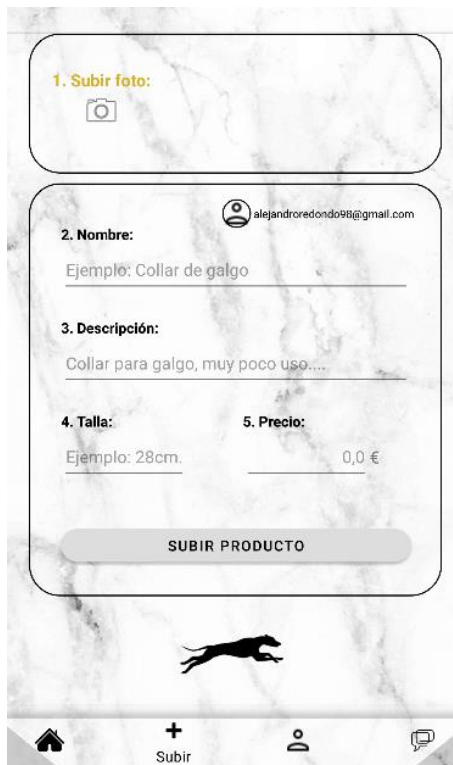 1. Subir foto:
alejandroredondo98@gmail.com
2. Nombre:
Ejemplo: Collar de galgo
3. Descripción:
Collar para galgo, muy poco uso....
4. Talla: 5. Precio:
Ejemplo: 28cm. 0,0 €
SUBIR PRODUCTO
Subir